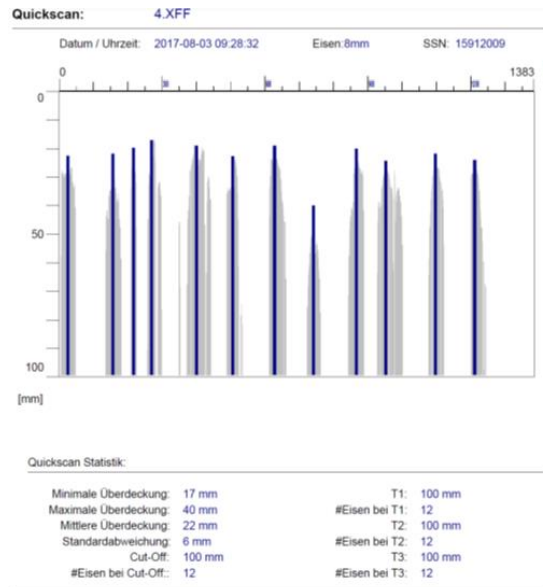 Quickscan: 4.XFF
Datum / Uhrzeit: 2017-08-03 09:28:32 Eisen:8mm SSN: 15912009
0 1383
0
50
100
[mm]
Quickscan Statistik:
Minimale Überdeckung: 17 mm T1: 100 mm
Maximale Überdeckung: 40 mm #Eisen bei T1: 12
Mittlere Überdeckung: 22 mm T2: 100 mm
Standardabweichung: 6 mm #Eisen bei T2: 12
Cut-Off: 100 mm T3: 100 mm
#Eisen bei Cut-Off:: 12 #Eisen bei T3: 12